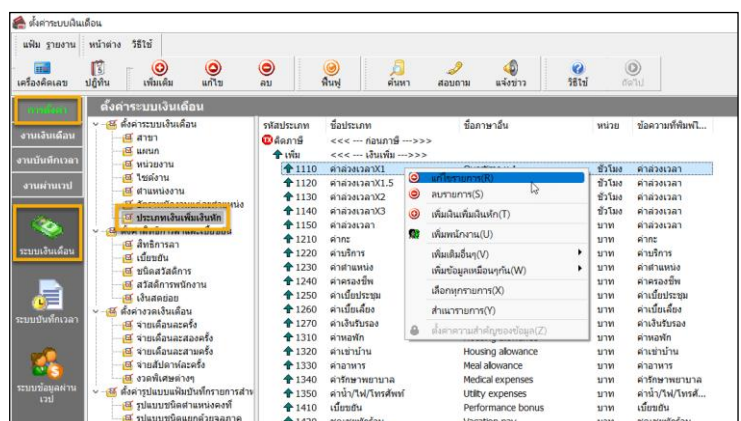 ตั้งค่าระบบเงินเดือน
แฟ้ม รายงาน หน้าต่าง วิธีใช้
เครื่องคิดเลข ปฏิทิน เพิ่มเติม แก้ไข ลบ ฟื้นฟู ค้นหา สอบถาม แจ้งข่าว วิธีใช้ ถัดไป
การตั้งค่า
งานเงินเดือน
งานบันทึกเวลา
งานผ่านเวป
ระบบเงินเดือน
ระบบบันทึกเวลา
ระบบข้อมูลผ่าน
เวป
ตั้งค่าระบบเงินเดือน
ตั้งค่าระบบเงินเดือน
สาขา
แผนก
หน่วยงาน
ไซต์งาน
ตำแหน่งงาน
ประเภทเงินเพิ่มเงินหัก
สิทธิการลา
เบี้ยขยัน
ชนิดสวัสดิการ
สวัสดิการพนักงาน
เงินสดย่อย
ตั้งค่างวดเงินเดือน
จ่ายเดือนละครั้ง
จ่ายเดือนละสองครั้ง
จ่ายเดือนละสามครั้ง
จ่ายสัปดาห์ละครั้ง
งวดพิเศษต่างๆ
ตั้งค่ารูปแบบแฟ้มบันทึกรายการสำห
รูปแบบชนิดตำแหน่งคงที่
รูปแบบชนิดแยกด้วยจุลภาค
รหัสประเภท ชื่อประเภท ชื่อภาษาอื่น หน่วย ข้อความที่พิมพ์ใ...
คิดภาษี <<< --- ก่อนภาษี --->>>
เพิ่ม <<< --- เงินเพิ่ม --->>>
1110 ค่าล่วงเวลาX1 ชั่วโมง ค่าล่วงเวลา
1120 ค่าล่วงเวลาX1.5 ชั่วโมง ค่าล่วงเวลา
1130 ค่าล่วงเวลาX2 ชั่วโมง ค่าล่วงเวลา
1140 ค่าล่วงเวลาX3 ชั่วโมง ค่าล่วงเวลา
1150 ค่าล่วงเวลา บาท ค่าล่วงเวลา
1210 ค่ากะ บาท ค่ากะ
1220 ค่าบริการ บาท ค่าบริการ
1230 ค่าตำแหน่ง บาท ค่าตำแหน่ง
1240 ค่าครองชีพ บาท ค่าครองชีพ
1250 ค่าเบี้ยประชุม บาท ค่าเบี้ยประชุม
1260 ค่าเบี้ยเลี้ยง บาท ค่าเบี้ยเลี้ยง
1270 ค่าเงินรับรอง บาท ค่าเงินรับรอง
1310 ค่าหอพัก บาท ค่าหอพัก
1320 ค่าเช่าบ้าน Housing allowance บาท ค่าเช่าบ้าน
1330 ค่าอาหาร Meal allowance บาท ค่าอาหาร
1340 ค่ารักษาพยาบาล Medical expenses บาท ค่ารักษาพยาบาล
1350 ค่าน้ำ/ไฟ/โทรศัพท์ Utility expenses บาท ค่าน้ำ/ไฟ/โทรศั...
1410 เบี้ยขยัน Performance bonus บาท เบี้ยขยัน
แก้ไขรายการ(R)
ลบรายการ(S)
เพิ่มเงินเพิ่มเงินหัก(T)
เพิ่มพนักงาน(U)
เพิ่มเติมอื่นๆ(V)
เพิ่มข้อมูลเหมือนๆกัน(W)
เลือกทุกรายการ(X)
สำเนารายการ(Y)
ตั้งค่าความสำคัญของข้อมูล(Z)